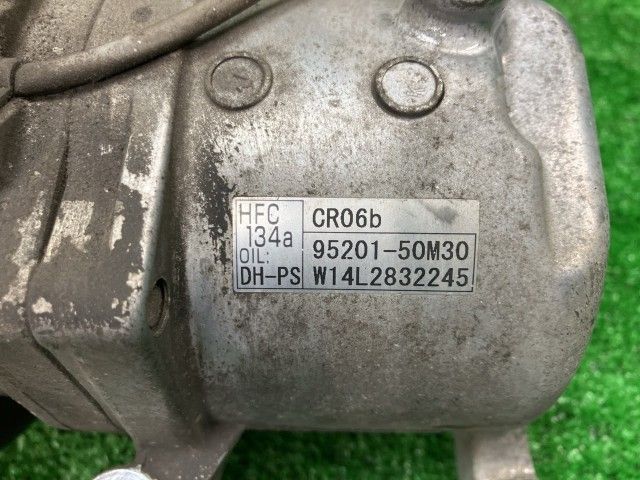 HFC
134a
OIL:
DH-PS
CR06b
95201-50M30
W14L2832245